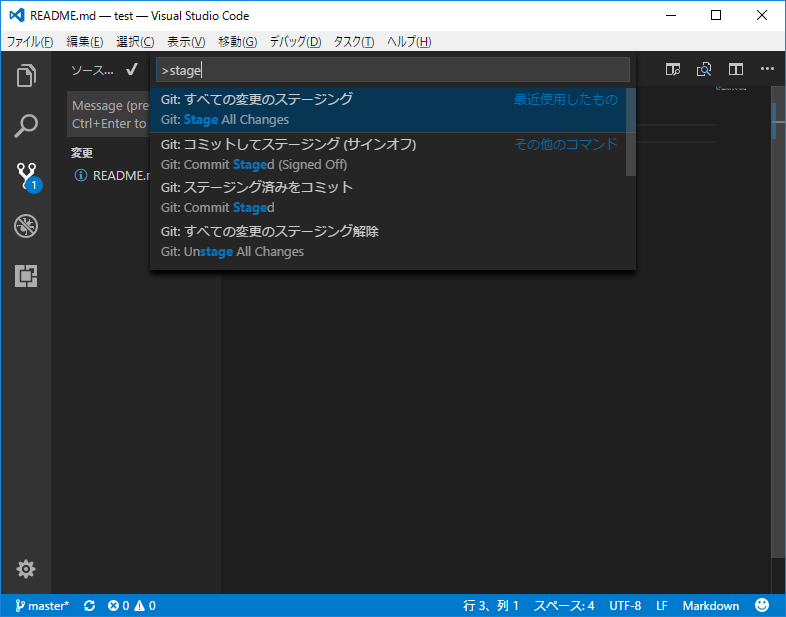 README.md — test — Visual Studio Code
ファイル(F) 編集(E) 選択(C) 表示(V) 移動(G) デバッグ(D) タスク(T) ヘルプ(H)
ソース...
>stage
Message (pre
Ctrl+Enter to
変更
README.m
1
Git: すべての変更のステージング 最近使用したもの
Git: Stage All Changes
Git: コミットしてステージング (サインオフ) その他のコマンド
Git: Commit Staged (Signed Off)
Git: ステージング済みをコミット
Git: Commit Staged
Git: すべての変更のステージング解除
Git: Unstage All Changes
master* 0 0 行 3、列 1 スペース: 4 UTF-8 LF Markdown